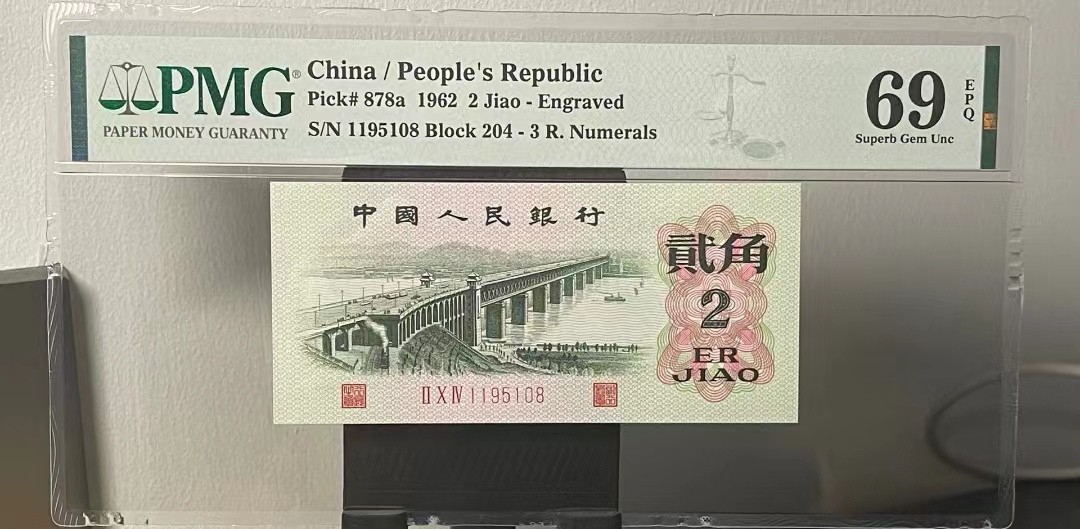 PMG®
PAPER MONEY GUARANTY
China / People's Republic
Pick# 878a 1962 2 Jiao - Engraved
S/N 1195108 Block 204 - 3 R. Numerals
69
EPQ
Superb Gem Unc
中國人民銀行
貳角
2
ER
JIAO
ⅡⅩⅣ 1195108